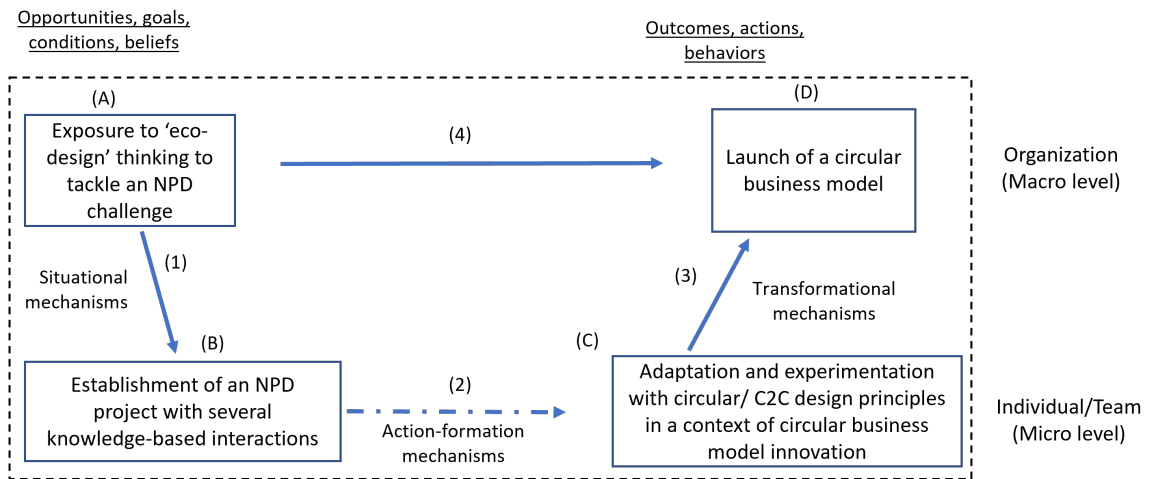 Opportunities, goals,
conditions, beliefs
Outcomes, actions,
behaviors
(A)
Exposure to ‘eco-
design’ thinking to
tackle an NPD
challenge
(4)
(D)
Launch of a circular
business model
Organization
(Macro level)
Situational
mechanisms
(1)
(3)
Transformational
mechanisms
(B)
Establishment of an NPD
project with several
knowledge-based interactions
(2)
Action-formation
mechanisms
(C)
Adaptation and experimentation
with circular/ C2C design principles
in a context of circular business
model innovation
Individual/Team
(Micro level)